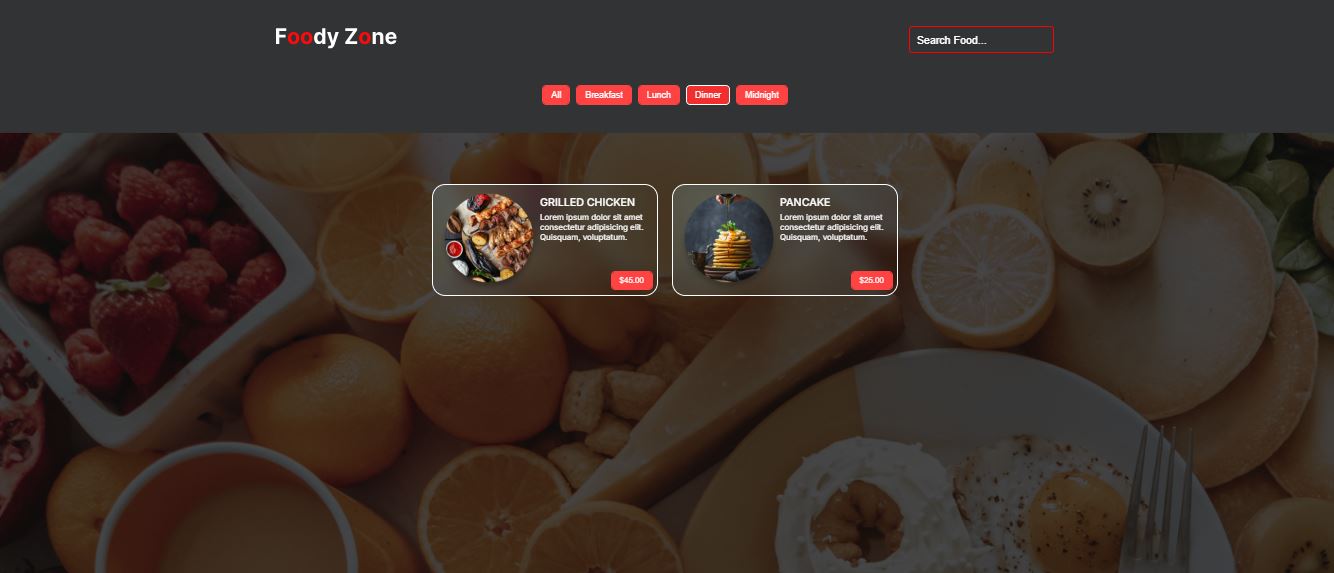 Foody Zone
Search Food...
All
Breakfast
Lunch
Dinner
Midnight
GRILLED CHICKEN
Lorem ipsum dolor sit amet
consectetur adipisicing elit.
Quisquam, voluptatum.
$45.00
PANCAKE
Lorem ipsum dolor sit amet
consectetur adipisicing elit.
Quisquam, voluptatum.
$25.00